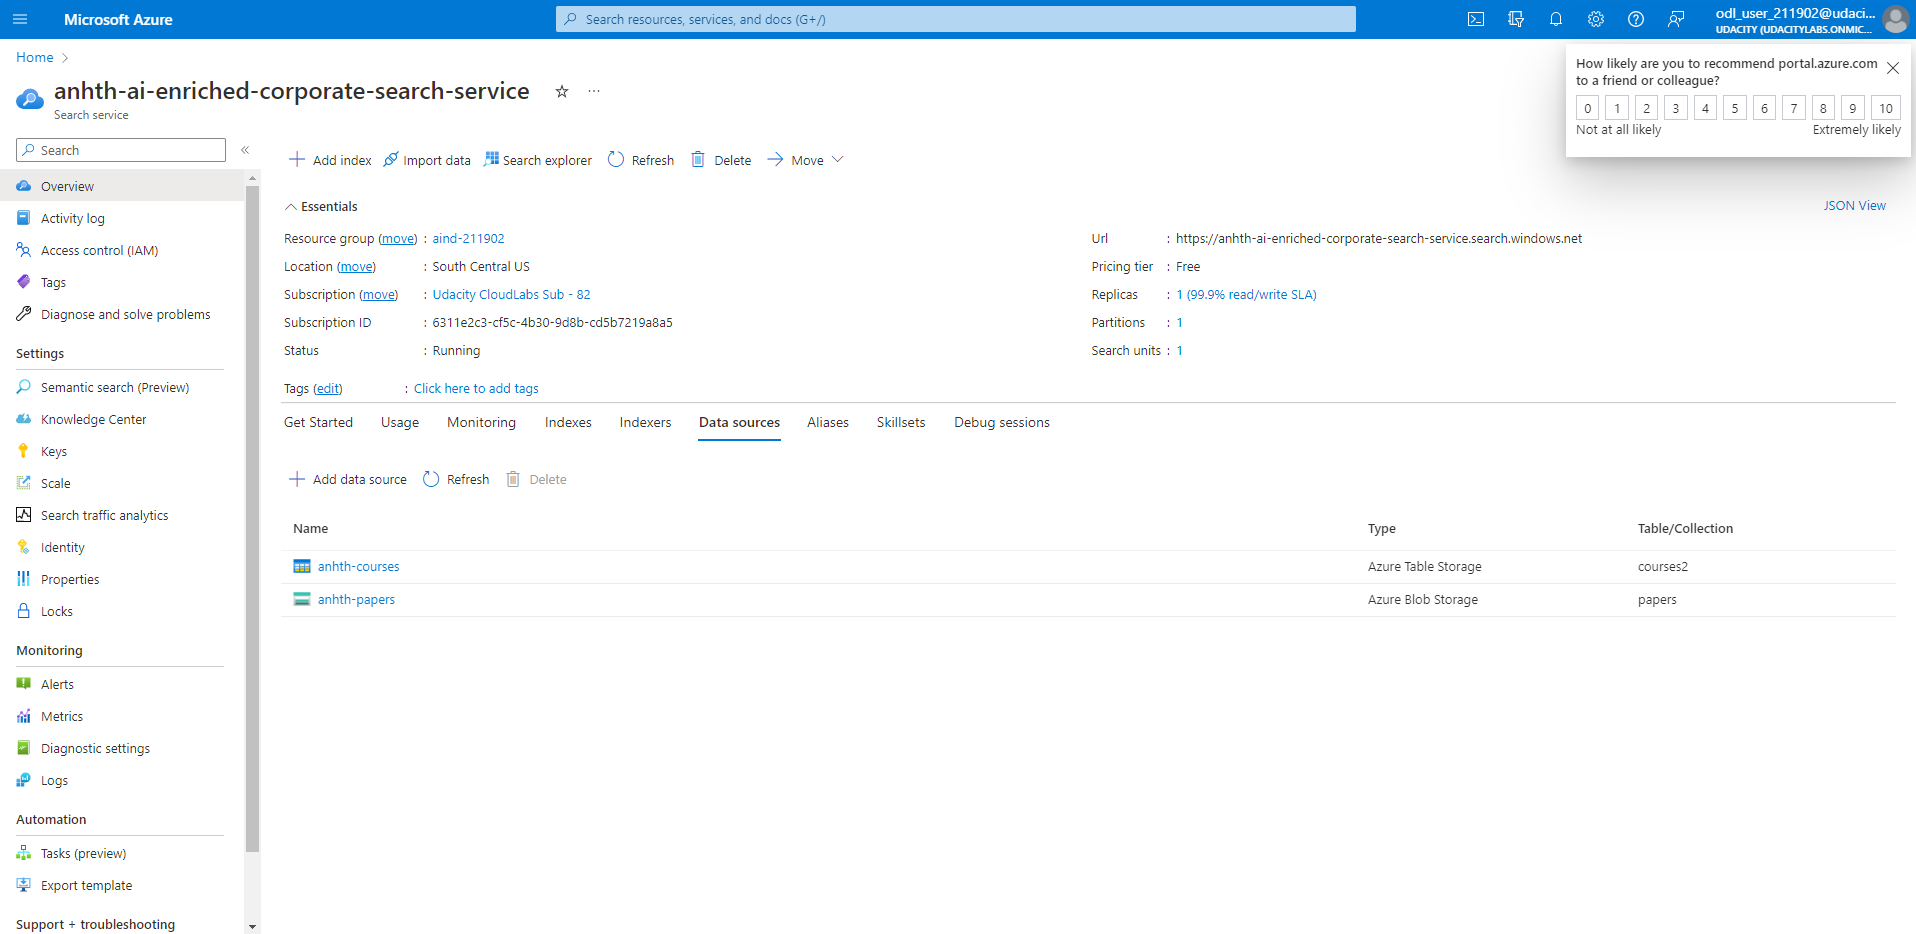 Microsoft Azure
Search resources, services, and docs (G+/)
odl_user_211902@udaci...
UDACITY (UDACITYLABS.ONMIC...
Home
How likely are you to recommend portal.azure.com
to a friend or colleague?
0 1 2 3 4 5 6 7 8 9 10
Not at all likely Extremely likely
anhth-ai-enriched-corporate-search-service
Search service
Search
Overview
Activity log
Access control (IAM)
Tags
Diagnose and solve problems
Settings
Semantic search (Preview)
Knowledge Center
Keys
Scale
Search traffic analytics
Identity
Properties
Locks
Monitoring
Alerts
Metrics
Diagnostic settings
Logs
Automation
Tasks (preview)
Export template
Support + troubleshooting
Add index Import data Search explorer Refresh Delete Move
Essentials
JSON View
Resource group (move) : aind-211902
Location (move) : South Central US
Subscription (move) : Udacity CloudLabs Sub - 82
Subscription ID : 6311e2c3-cf5c-4b30-9d8b-cd5b7219a8a5
Status : Running
Url : https://anhth-ai-enriched-corporate-search-service.search.windows.net
Pricing tier : Free
Replicas : 1 (99.9% read/write SLA)
Partitions : 1
Search units : 1
Tags (edit) : Click here to add tags
Get Started Usage Monitoring Indexes Indexers Data sources Aliases Skillsets Debug sessions
Add data source Refresh Delete
Name Type Table/Collection
anhth-courses Azure Table Storage courses2
anhth-papers Azure Blob Storage papers